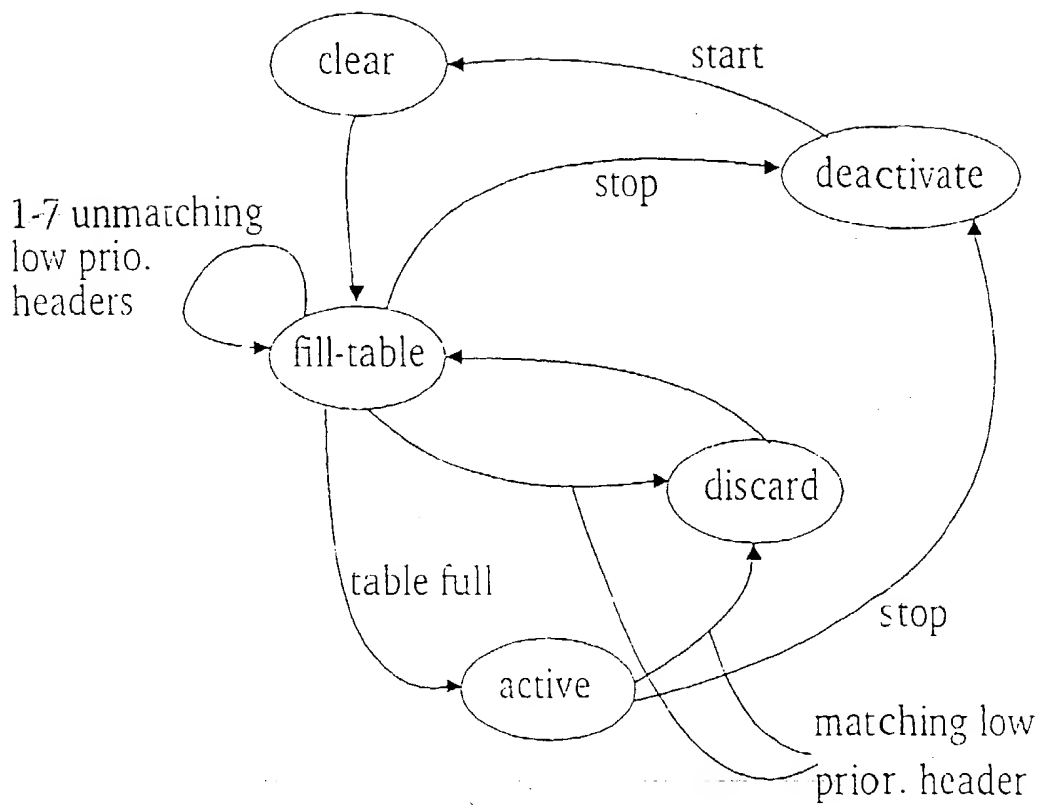 clear
start
deactivate
stop
1-7 unmatching
low prio.
headers
fill-table
discard
table full
stop
active
matching low
prior. header